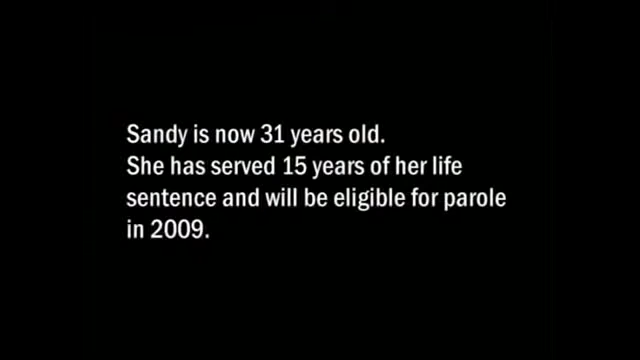 Sandy is now 31 years old.
She has served 15 years of her life
sentence and will be eligible for parole
in 2009.